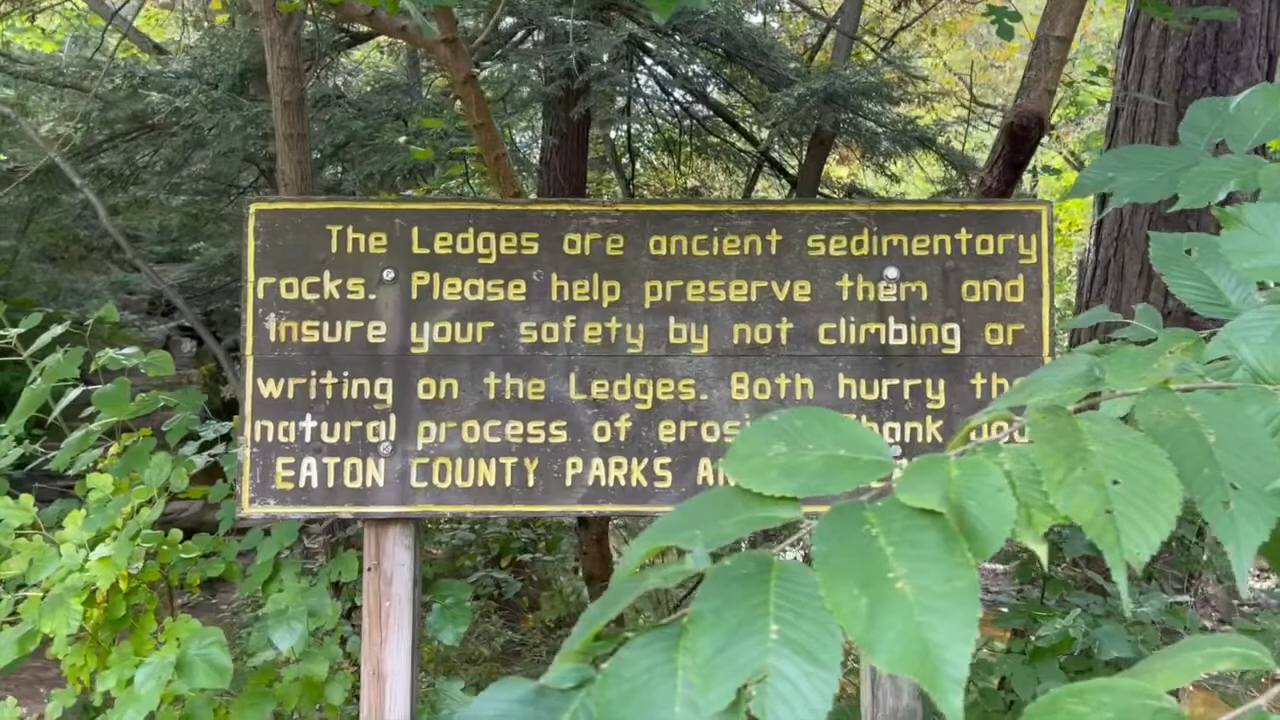 The Ledges are ancient sedimentary
rocks. Please help preserve them and
insure your safety by not climbing or
writing on the Ledges. Both hurry the
natural process of erosion. Thank you
EATON COUNTY PARKS